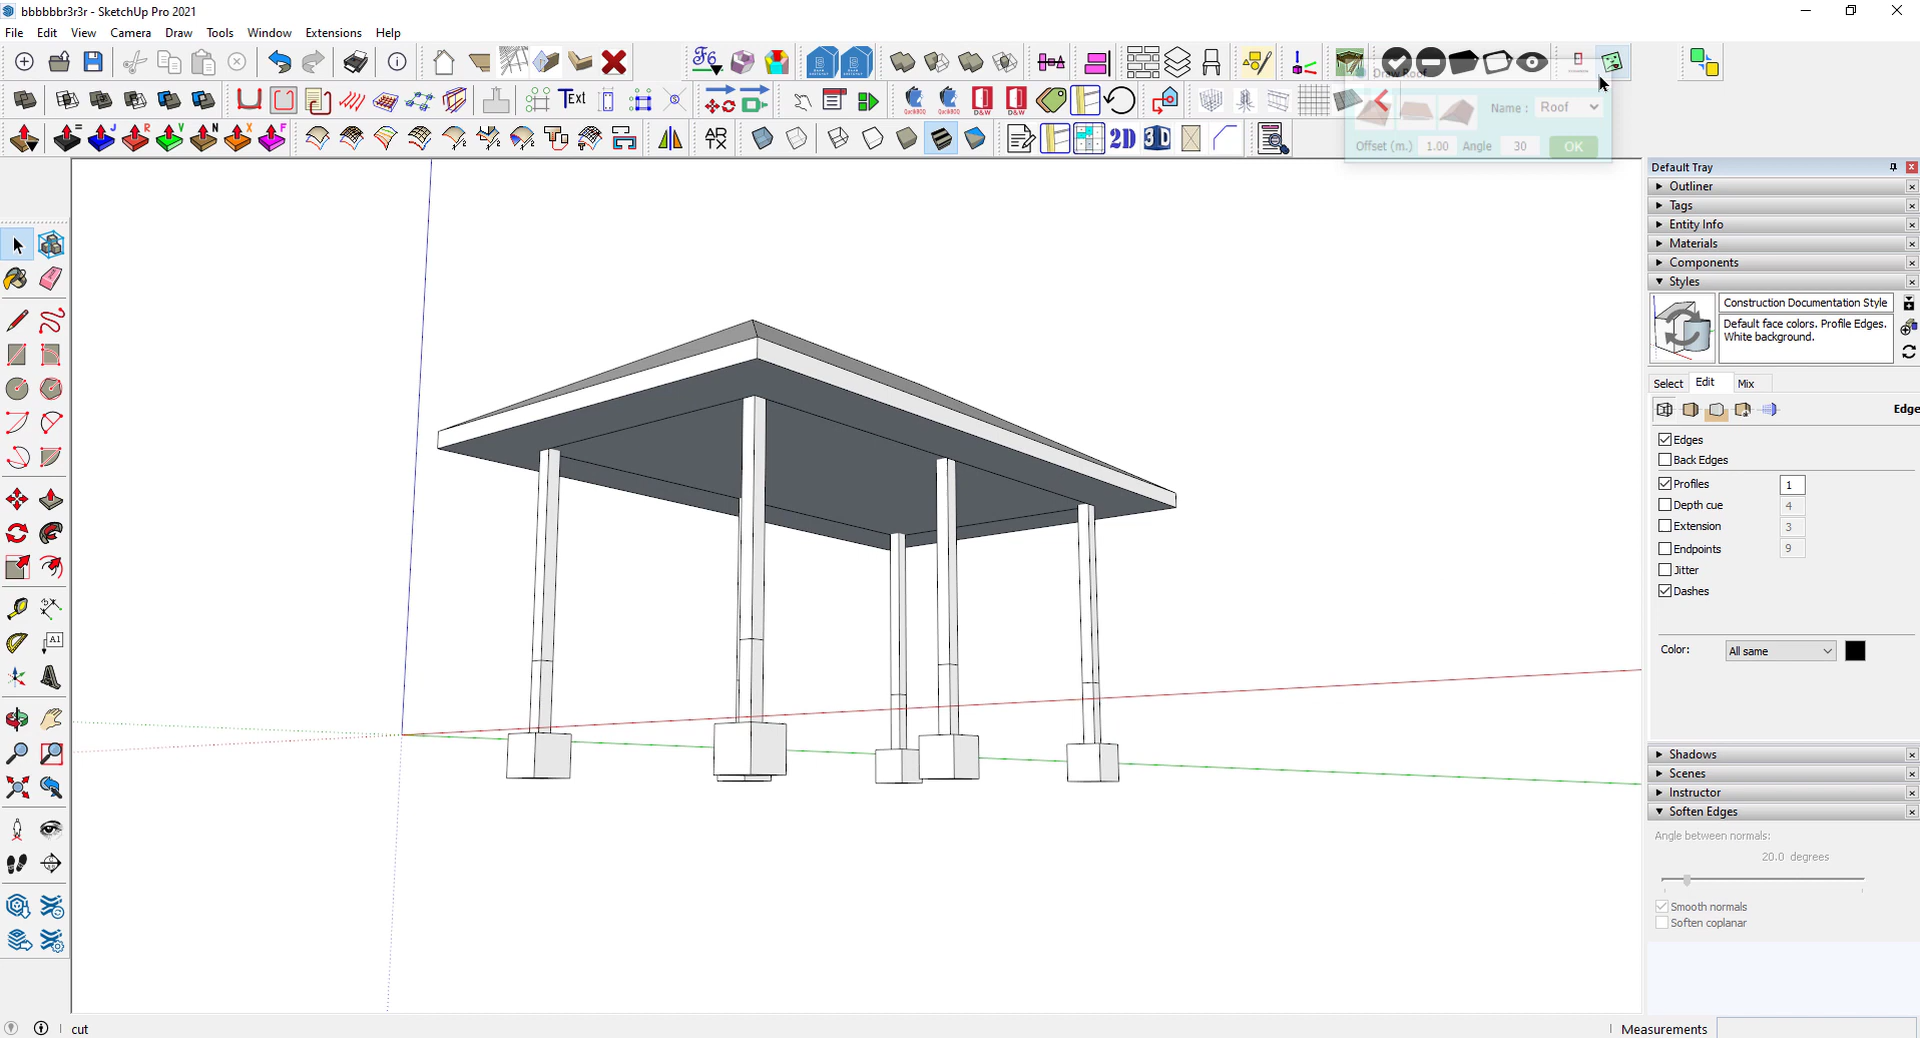 bbbbbbr3r3r - SketchUp Pro 2021
File Edit View Camera Draw Tools Window Extensions Help
Draw Roof
Text
Name : Roof
Offset (m.) 1.00 Angle 30 OK
AR
2D 3D
Default Tray
Outliner
Tags
Entity Info
Materials
Components
Styles
Construction Documentation Style
Default face colors. Profile Edges.
White background.
Select Edit Mix
Edge
Edges
Back Edges
Profiles 1
Depth cue 4
Extension 3
Endpoints 9
Jitter
Dashes
Color: All same
Shadows
Scenes
Instructor
Soften Edges
Angle between normals:
20.0 degrees
Smooth normals
Soften coplanar
cut
Measurements